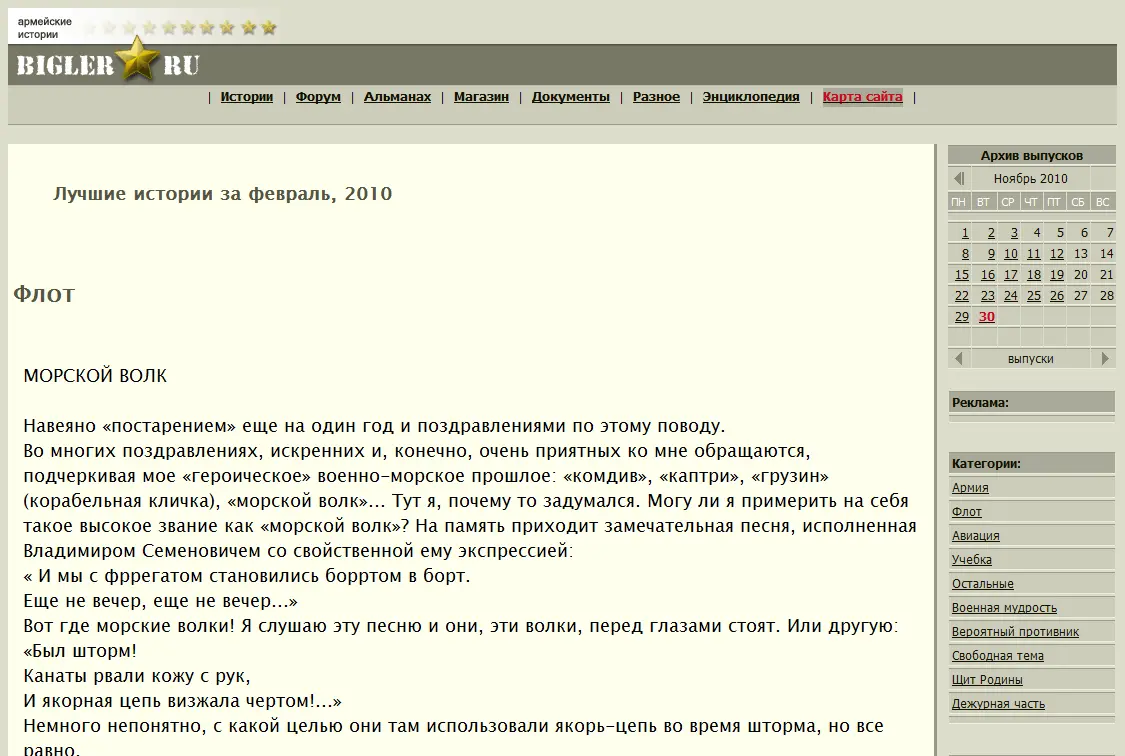 армейские
истории
BIGLER RU
| Истории | Форум | Альманах | Магазин | Документы | Разное | Энциклопедия | Карта сайта |
Лучшие истории за февраль, 2010
Флот
МОРСКОЙ ВОЛК
Навеяно «постарением» еще на один год и поздравлениями по этому поводу.
Во многих поздравлениях, искренних и, конечно, очень приятных ко мне обращаются,
подчеркивая мое «героическое» военно-морское прошлое: «комдив», «каптри», «грузин»
(корабельная кличка), «морской волк»... Тут я, почему то задумался. Могу ли я примерить на себя
такое высокое звание как «морской волк»? На память приходит замечательная песня, исполненная
Владимиром Семеновичем со свойственной ему экспрессией:
« И мы с фррегатом становились борртом в борт.
Еще не вечер, еще не вечер...»
Вот где морские волки! Я слушаю эту песню и они, эти волки, перед глазами стоят. Или другую:
«Был шторм!
Канаты рвали кожу с рук,
И якорная цепь визжала чертом!...»
Немного непонятно, с какой целью они там использовали якорь-цепь во время шторма, но все
равно.
Архив выпусков
Ноябрь 2010
ПН ВТ СР ЧТ ПТ СБ ВС
1 2 3 4 5 6 7
8 9 10 11 12 13 14
15 16 17 18 19 20 21
22 23 24 25 26 27 28
29 30
выпуски
Реклама:
Категории:
Армия
Флот
Авиация
Учебка
Остальные
Военная мудрость
Вероятный противник
Свободная тема
Щит Родины
Дежурная часть